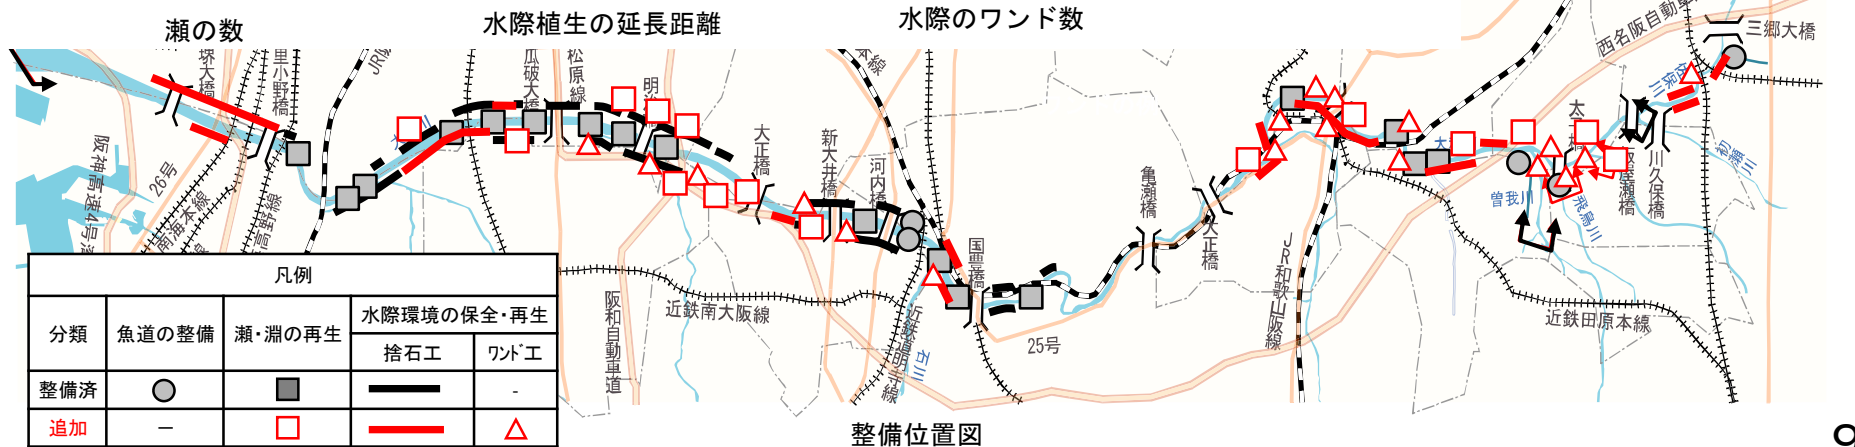 瀬の数
水際植生の延長距離
水際のワンド数
西名阪自動車
三郷大橋
堺大橋
里小野橋
JR阪
瓜破大橋
松原線
明
26号
阪神高速4号
南海本線
高野線
大正橋
新大井橋
河内橋
国豊橋
亀瀬橋
大正橋
JR和歌山線
曽我川
飛鳥川
川久保橋
初瀬川
近鉄田原本線
近鉄南大阪線
阪和自動車道
近鉄道明寺線
石川
25号
凡例
分類
魚道の整備
瀬・淵の再生
水際環境の保全・再生
捨石工
ワンド工
整備済
-
追加
－
整備位置図